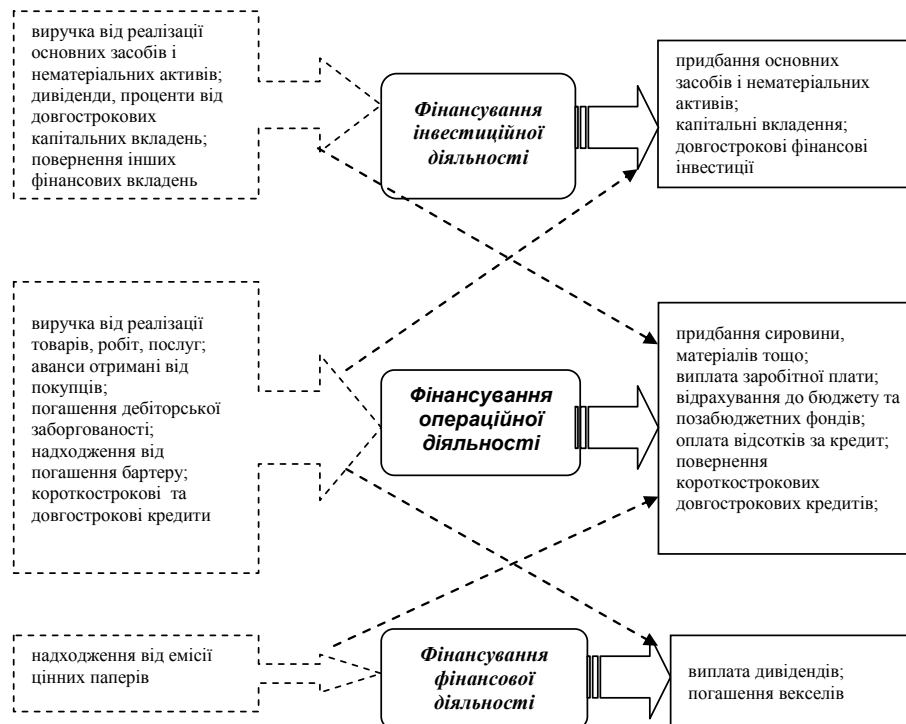 виручка від реалізації
основних засобів і
нематеріальних активів;
дивіденди, проценти від
довгострокових
капітальних вкладень;
повернення інших
фінансових вкладень
Фінансування
інвестиційної
діяльності
придбання основних
засобів і нематеріальних
активів;
капітальні вкладення;
довгострокові фінансові
інвестиції
виручка від реалізації
товарів, робіт, послуг;
аванси отримані від
покупців;
погашення дебіторської
заборгованості;
надходження від
погашення бартеру;
короткострокові та
довгострокові кредити
Фінансування
операційної
діяльності
придбання сировини,
матеріалів тощо;
виплата заробітної плати;
відрахування до бюджету та
позабюджетних фондів;
оплата відсотків за кредит;
повернення
короткострокових
довгострокових кредитів;
надходження від емісії
цінних паперів
Фінансування
фінансової
діяльності
виплата дивідендів;
погашення векселів